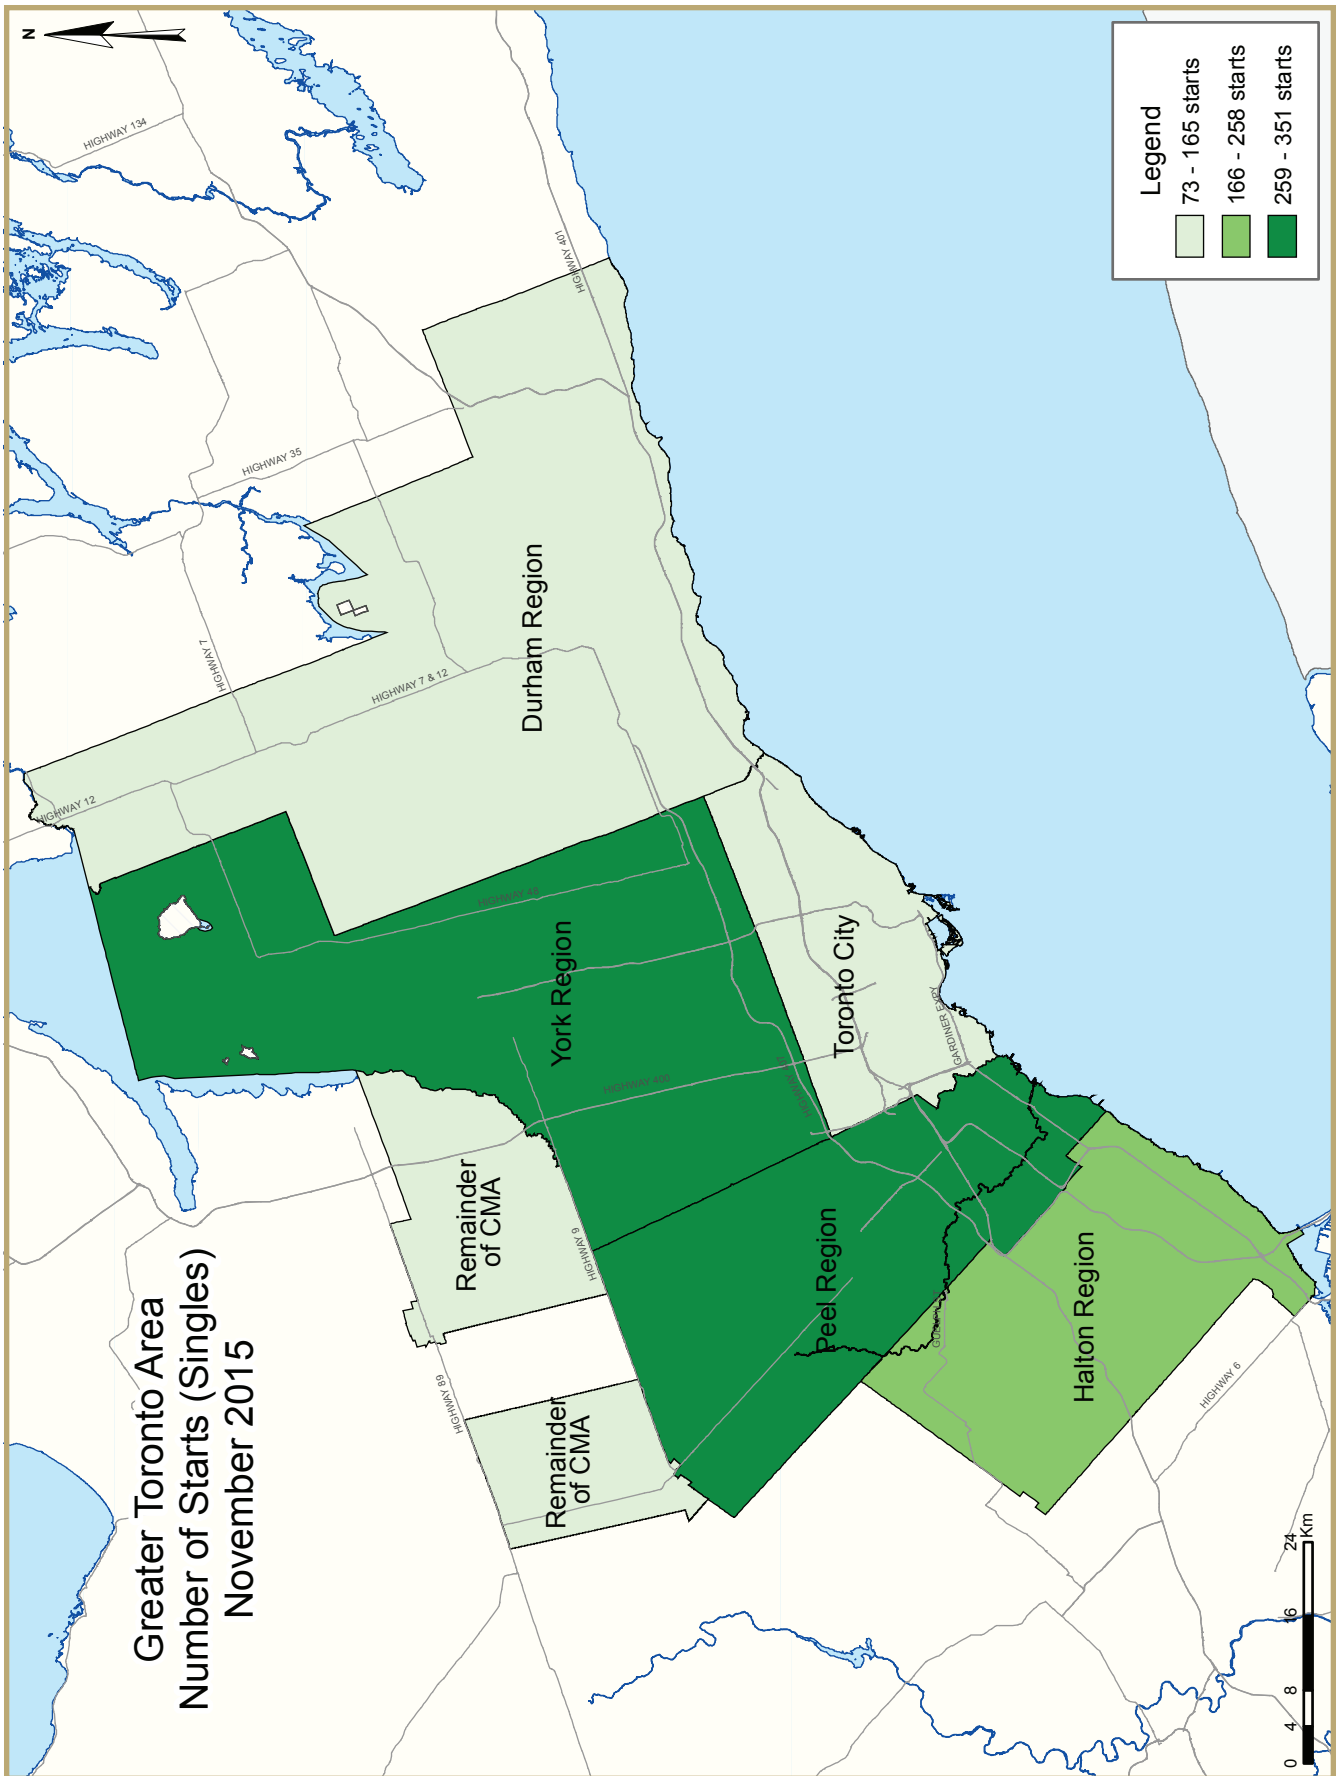 Greater Toronto Area
Number of Starts (Singles)
November 2015
N
HIGHWAY 134
HIGHWAY 401
HIGHWAY 35
HIGHWAY 7
HIGHWAY 7 & 12
HIGHWAY 12
Durham Region
HIGHWAY 48
York Region
Toronto City
GARDINER EXPY
HIGHWAY 400
HIGHWAY 407
Remainder
of CMA
HIGHWAY 9
Peel Region
HIGHWAY 89
Remainder
of CMA
Halton Region
HIGHWAY 6
Legend
73 - 165 starts
166 - 258 starts
259 - 351 starts
0 4 8 16 24
Km